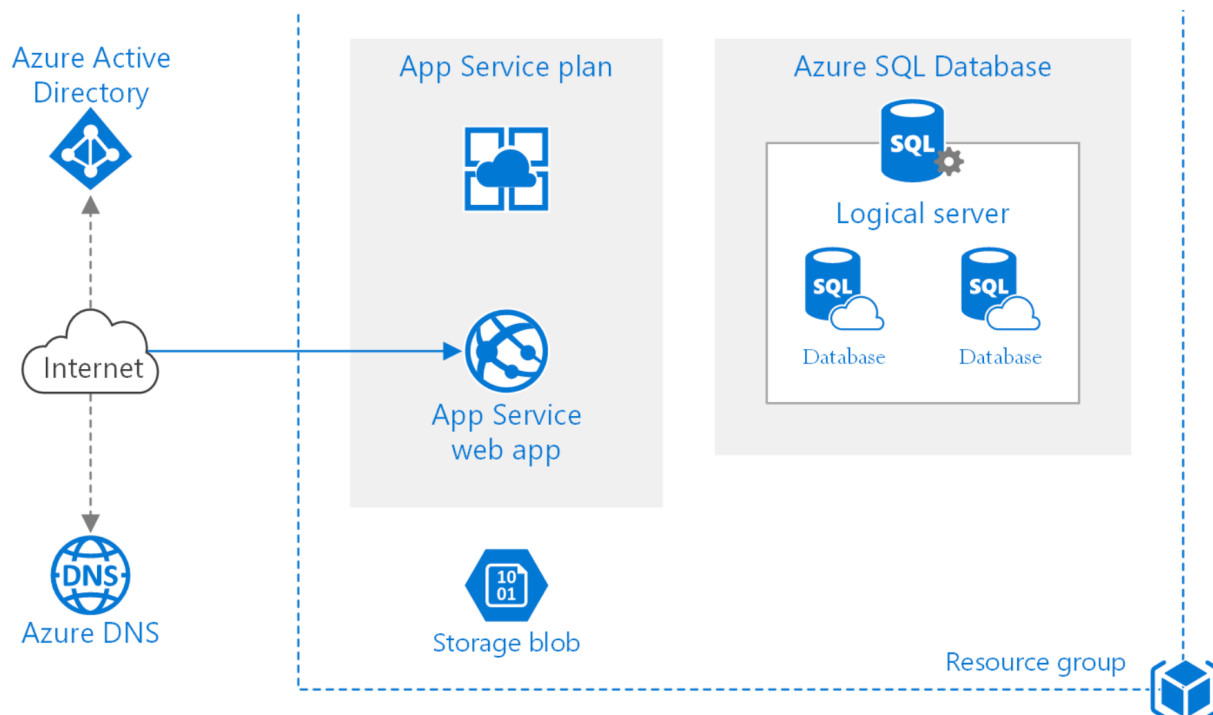 Azure Active
Directory
App Service plan
Azure SQL Database
SQL
Logical server
SQL
SQL
Database
Database
Internet
App Service
web app
DNS
Azure DNS
10
01
Storage blob
Resource group